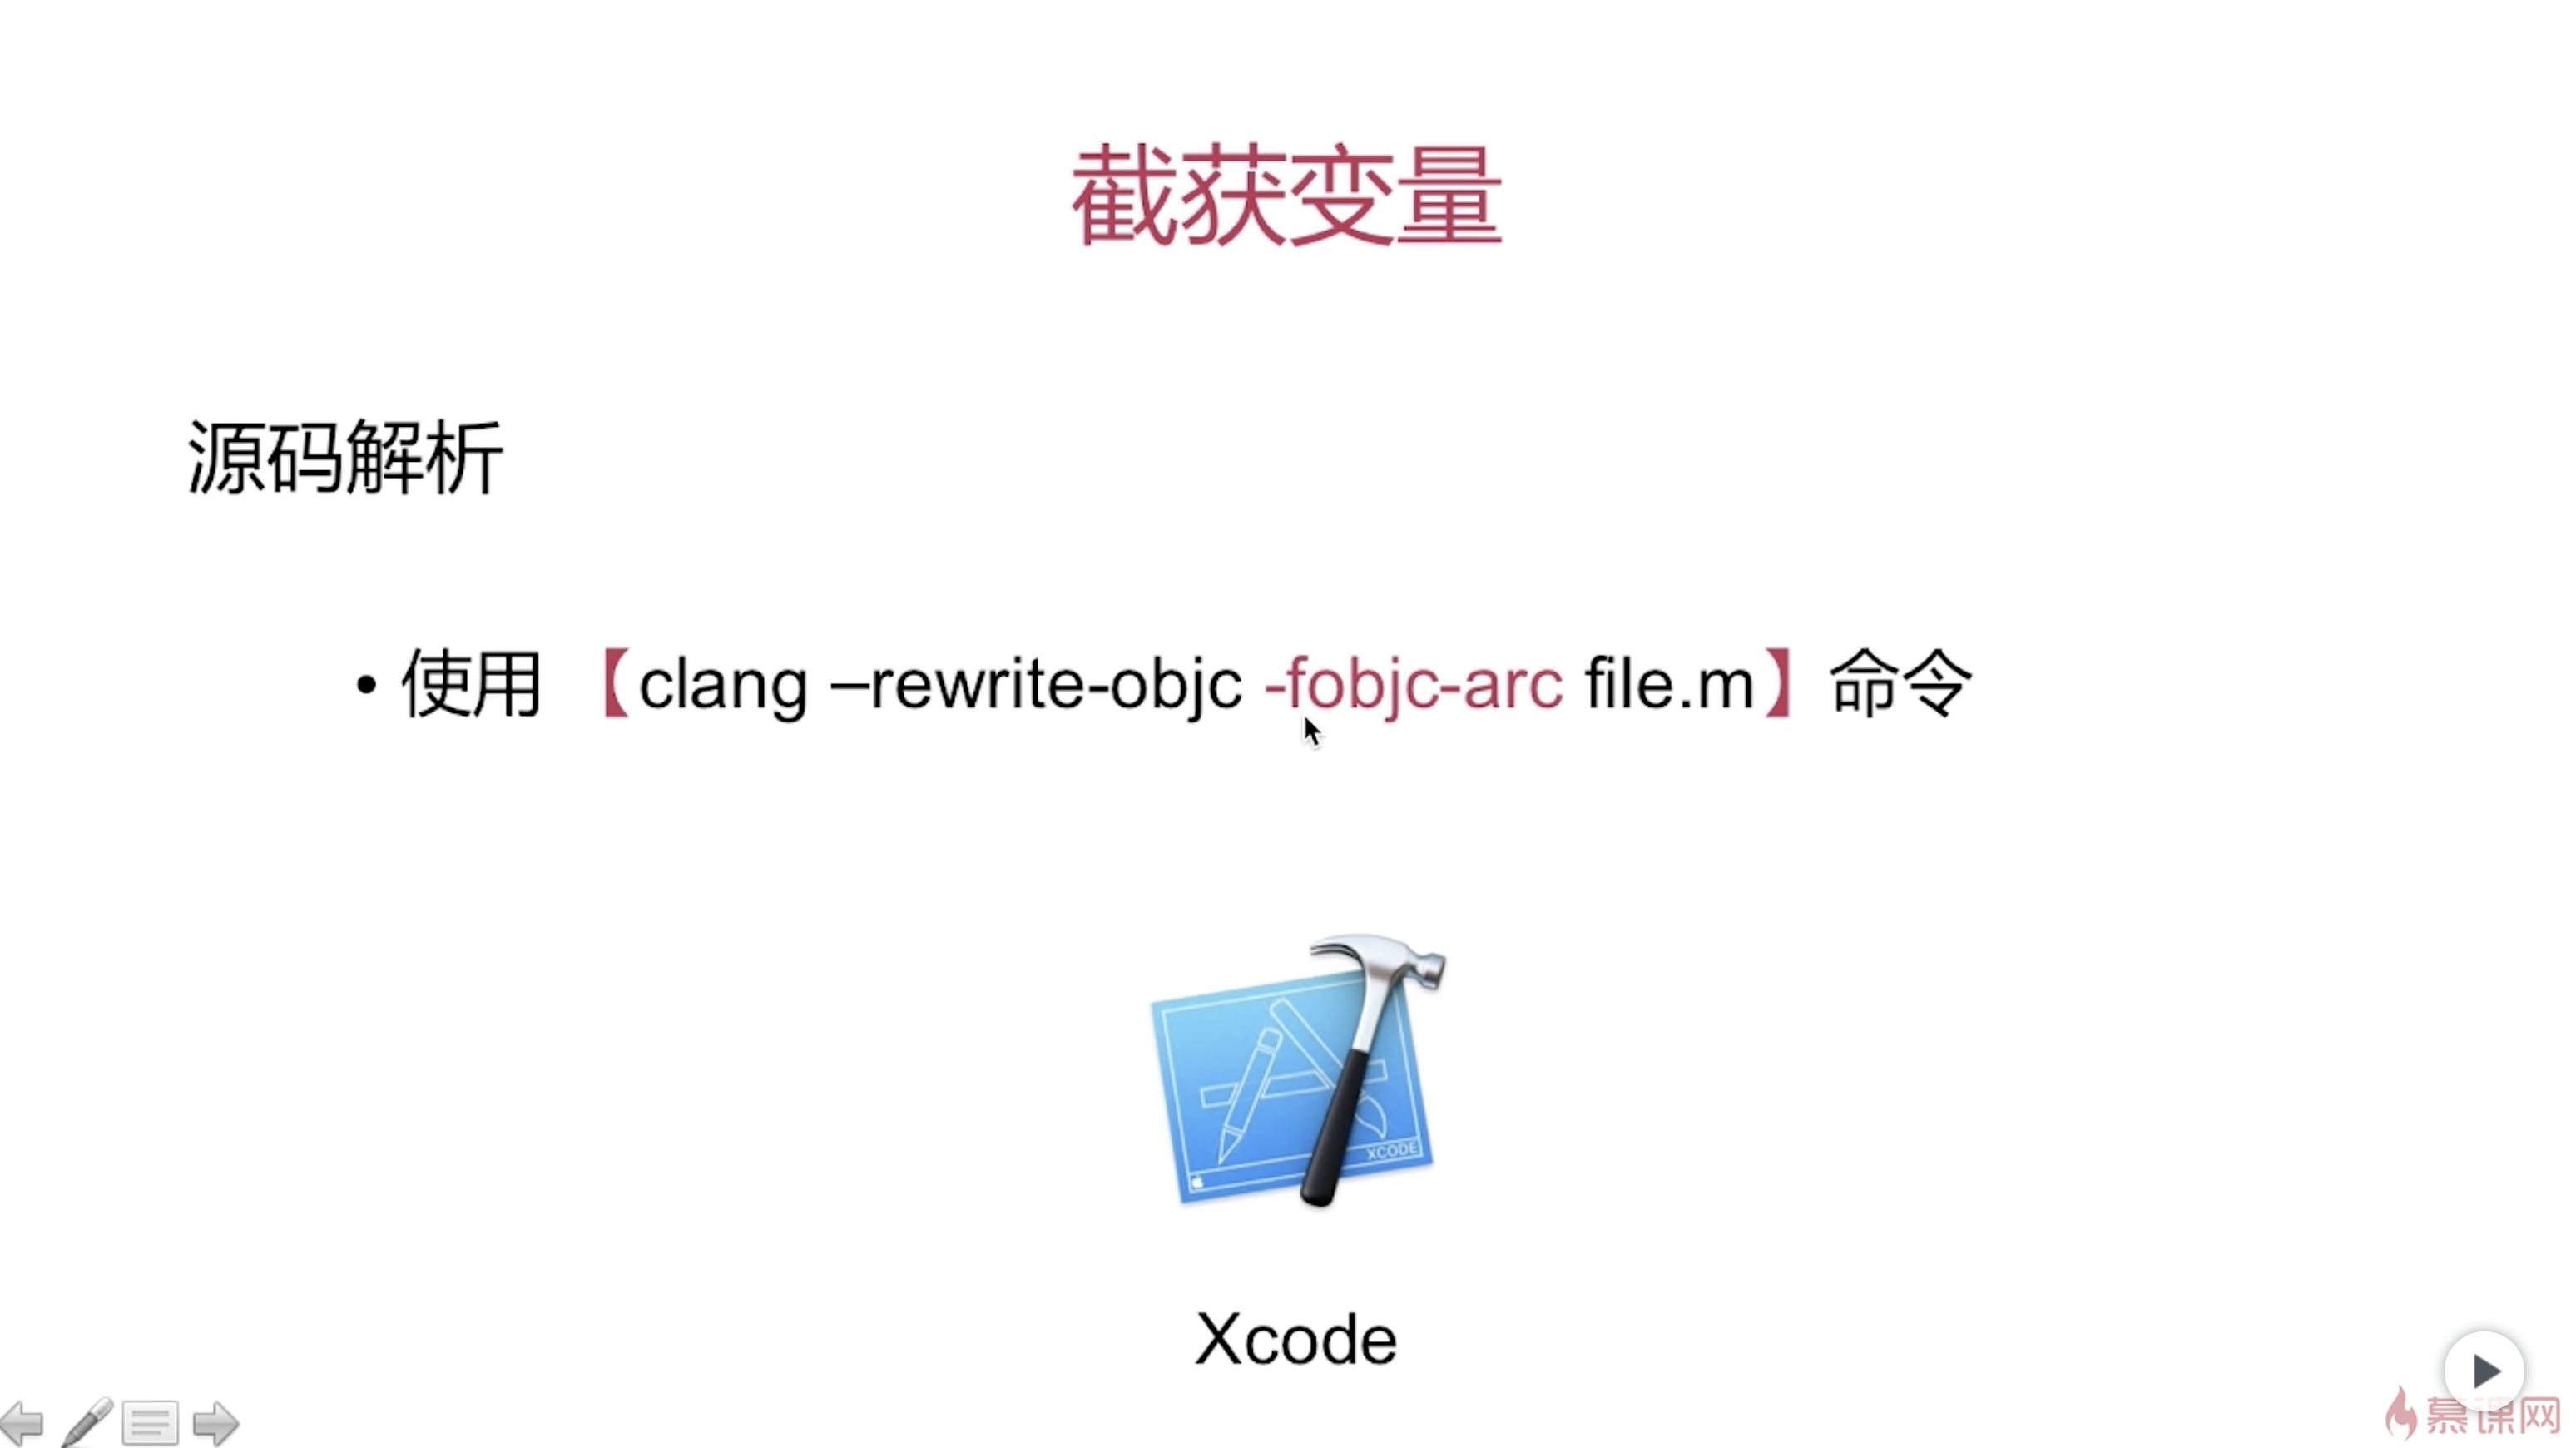 截获变量
源码解析
• 使用 【clang –rewrite-objc -fobjc-arc file.m】命令
XCODE
Xcode
慕课网